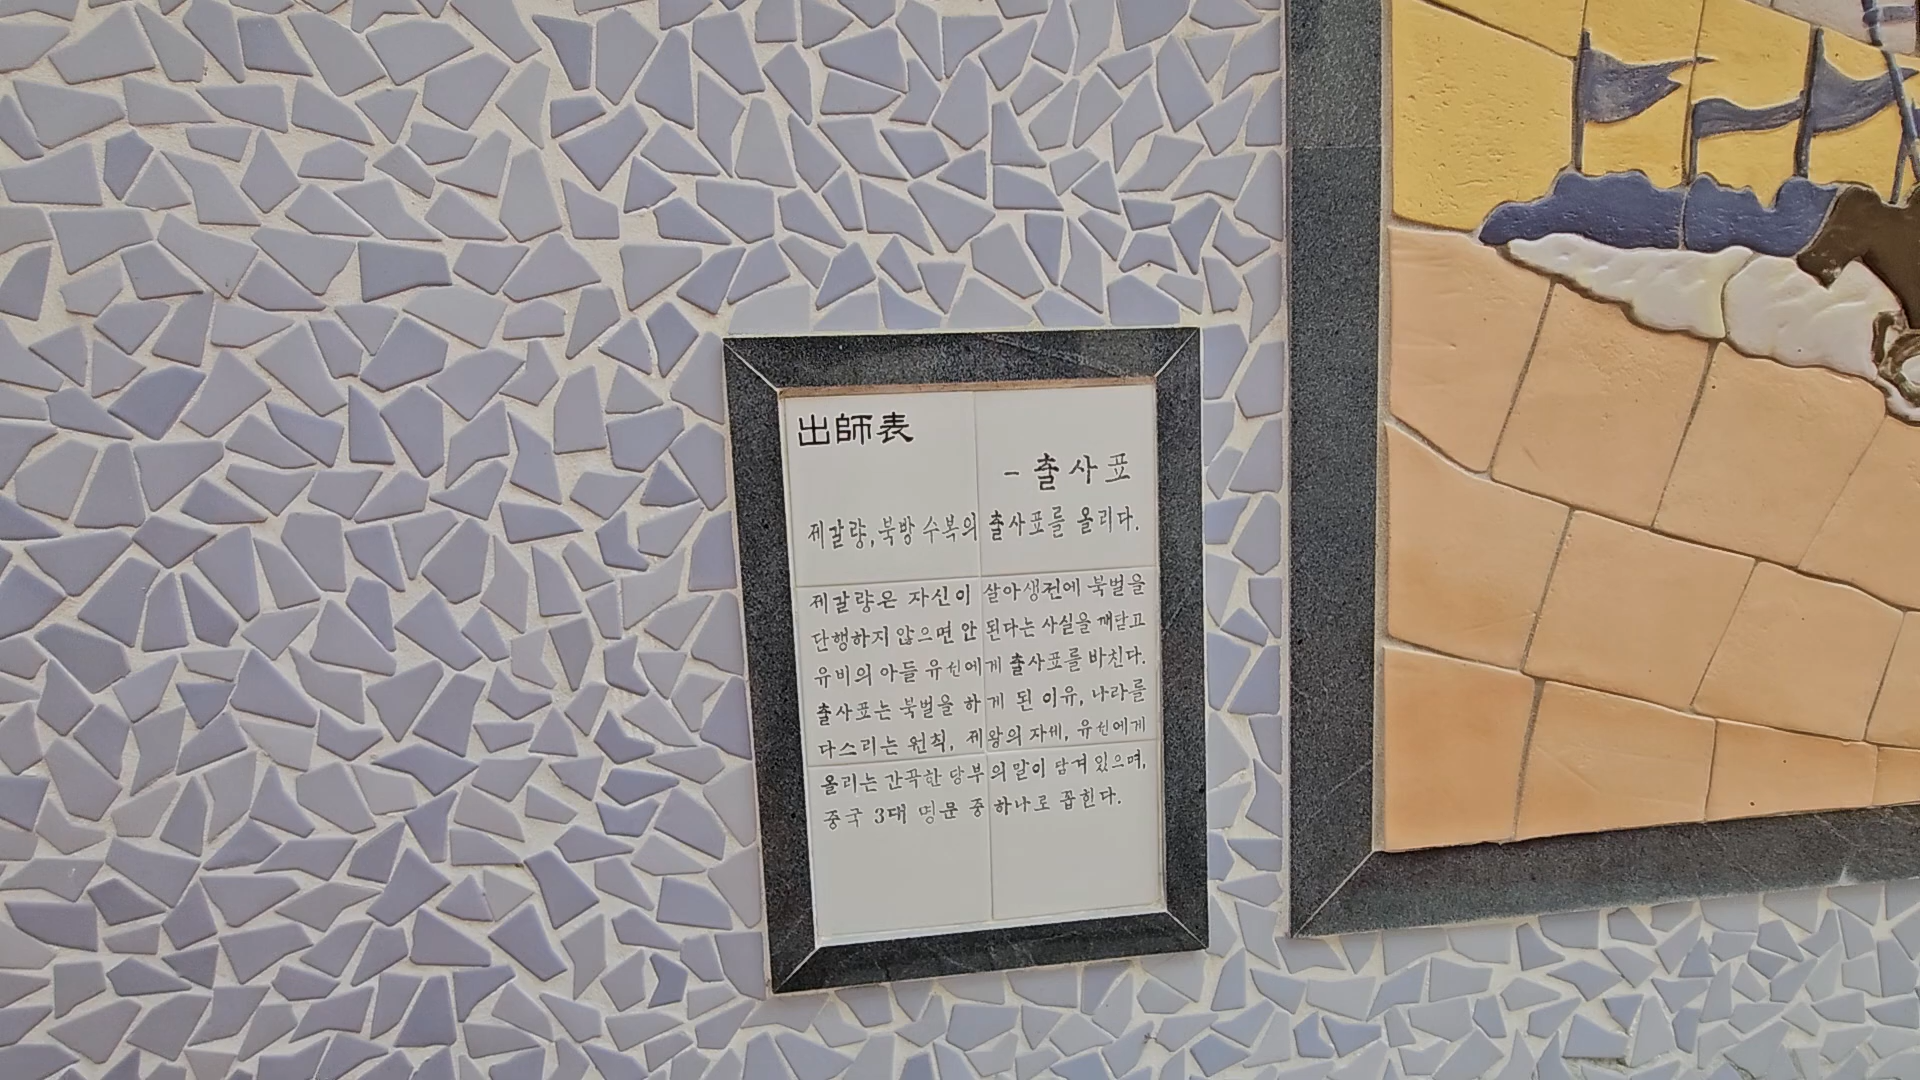 出師表
- 출사표
제갈량, 북방 수복의 출사표를 올리다.
제갈량은 자신이 살아생전에 북벌을
단행하지 않으면 안 된다는 사실을 깨닫고
유비의 아들 유선에게 출사표를 바친다.
출사표는 북벌을 하게 된 이유, 나라를
다스리는 원칙, 제왕의 자세, 유선에게
올리는 간곡한 당부의 말이 담겨 있으며,
중국 3대 명문 중 하나로 꼽힌다.